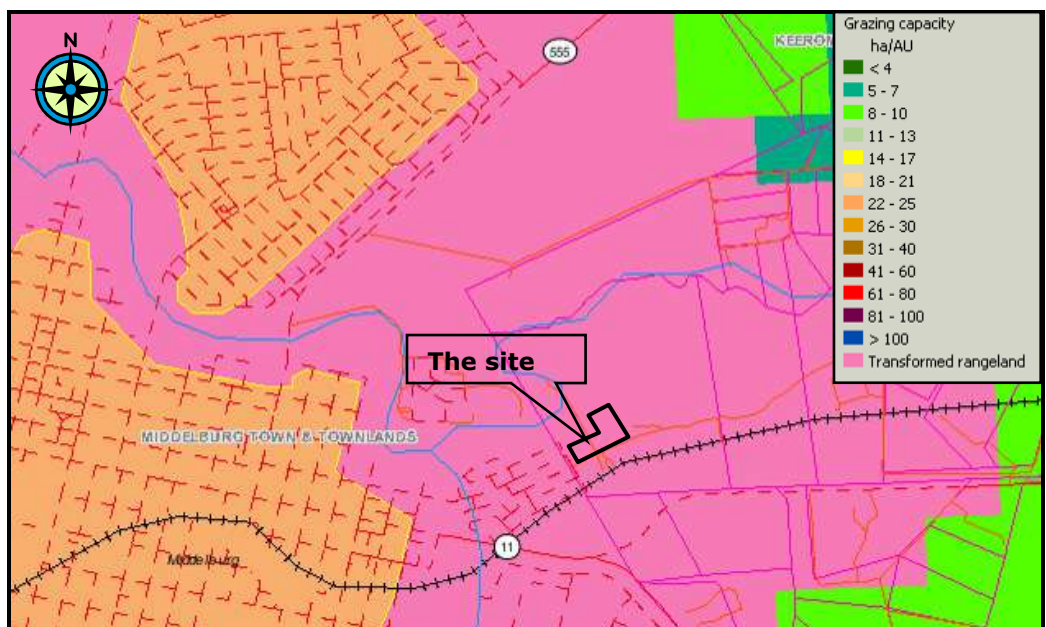 N
555
KEEROM
Grazing capacity
ha/AU
< 4
5 - 7
8 - 10
11 - 13
14 - 17
18 - 21
22 - 25
26 - 30
31 - 40
41 - 60
61 - 80
81 - 100
> 100
Transformed rangeland
The site
MIDDELBURG TOWN & TOWNLANDS
11
Middelburg